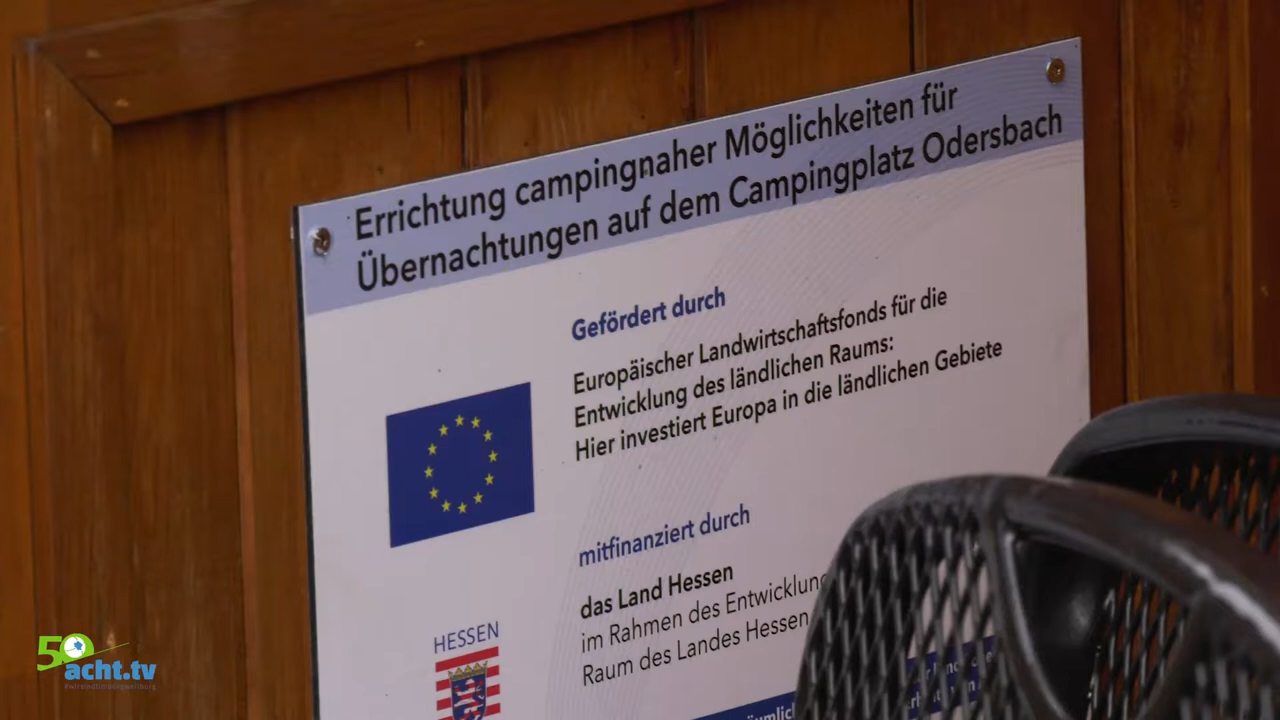 Errichtung campingnaher Möglichkeiten für
Übernachtungen auf dem Campingplatz Odersbach
Gefördert durch
Europäischer Landwirtschaftsfonds für die
Entwicklung des ländlichen Raums:
Hier investiert Europa in die ländlichen Gebiete
mitfinanziert durch
das Land Hessen
im Rahmen des
Raum des Landes Hessen
HESSEN
50
acht.tv